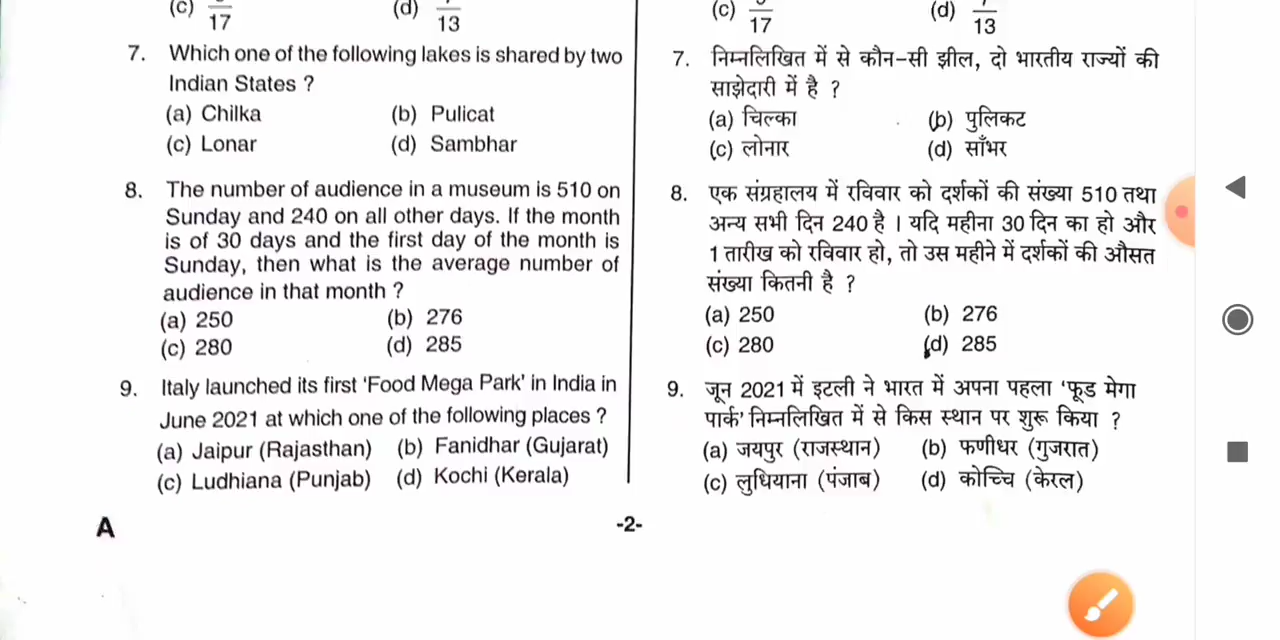 (c) 17
(d) 13
7. Which one of the following lakes is shared by two
Indian States ?
(a) Chilka (b) Pulicat
(c) Lonar (d) Sambhar
8. The number of audience in a museum is 510 on
Sunday and 240 on all other days. If the month
is of 30 days and the first day of the month is
Sunday, then what is the average number of
audience in that month ?
(a) 250 (b) 276
(c) 280 (d) 285
9. Italy launched its first ‘Food Mega Park’ in India in
June 2021 at which one of the following places ?
(a) Jaipur (Rajasthan) (b) Fanidhar (Gujarat)
(c) Ludhiana (Punjab) (d) Kochi (Kerala)
(c) 17
(d) 13
7. निम्नलिखित में से कौन-सी झील, दो भारतीय राज्यों की
साझेदारी में है ?
(a) चिल्का (b) पुलिकट
(c) लोनार (d) साँभर
8. एक संग्रहालय में रविवार को दर्शकों की संख्या 510 तथा
अन्य सभी दिन 240 है । यदि महीना 30 दिन का हो और
1 तारीख को रविवार हो, तो उस महीने में दर्शकों की औसत
संख्या कितनी है ?
(a) 250 (b) 276
(c) 280 (d) 285
9. जून 2021 में इटली ने भारत में अपना पहला ‘फूड मेगा
पार्क’ निम्नलिखित में से किस स्थान पर शुरू किया ?
(a) जयपुर (राजस्थान) (b) फणीधर (गुजरात)
(c) लुधियाना (पंजाब) (d) कोच्चि (केरल)
A -2-